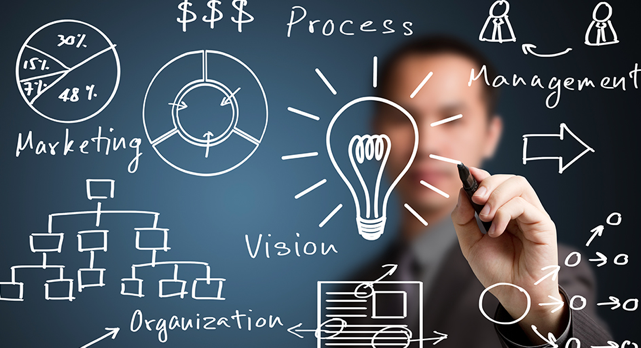 $$$
Process
30%
15%
7%
48%
Management
Marketing
Vision
Organization